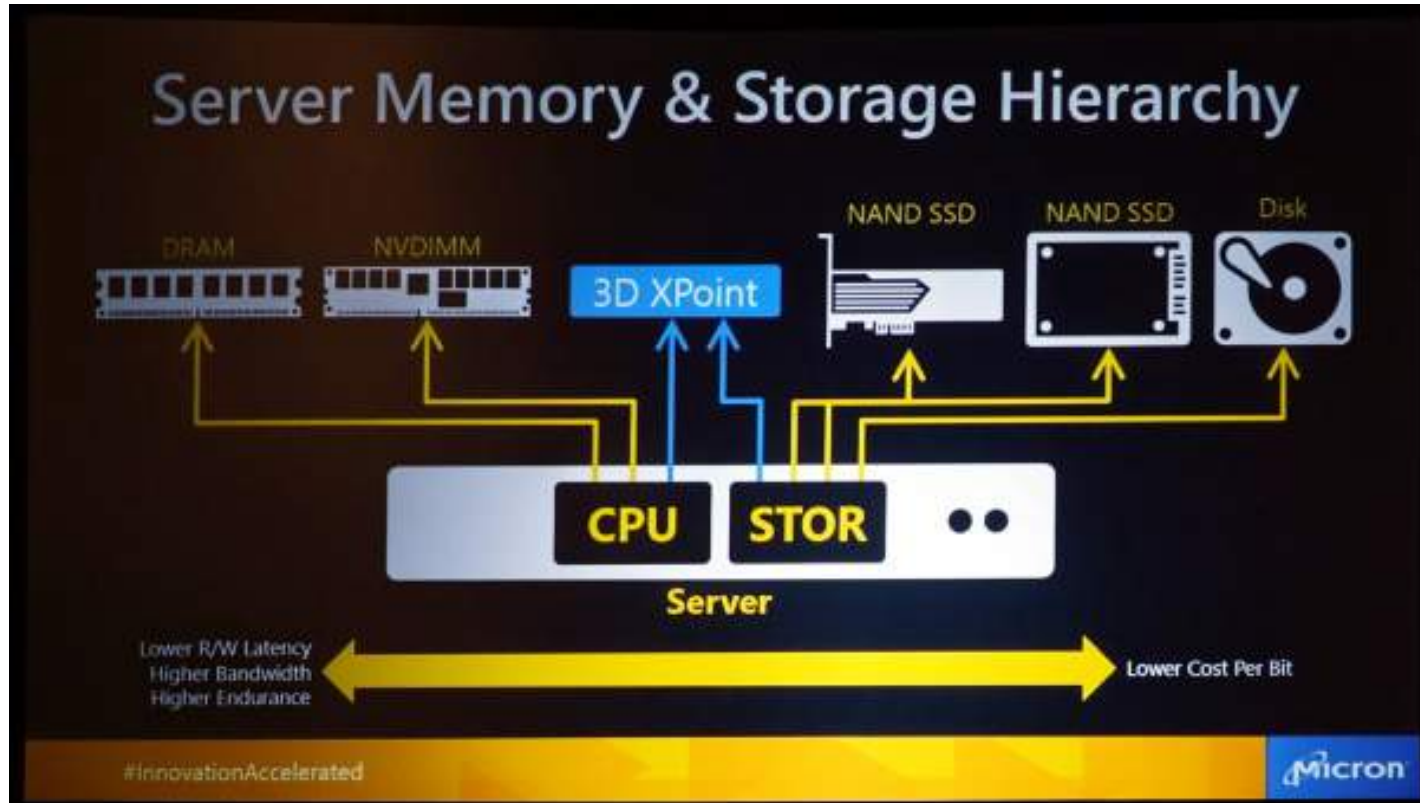 Server Memory & Storage Hierarchy
DRAM
NVDIMM
3D XPoint
NAND SSD
NAND SSD
Disk
CPU
STOR
Server
Lower R/W Latency
Higher Bandwidth
Higher Endurance
Lower Cost Per Bit
#InnovationAccelerated
Micron